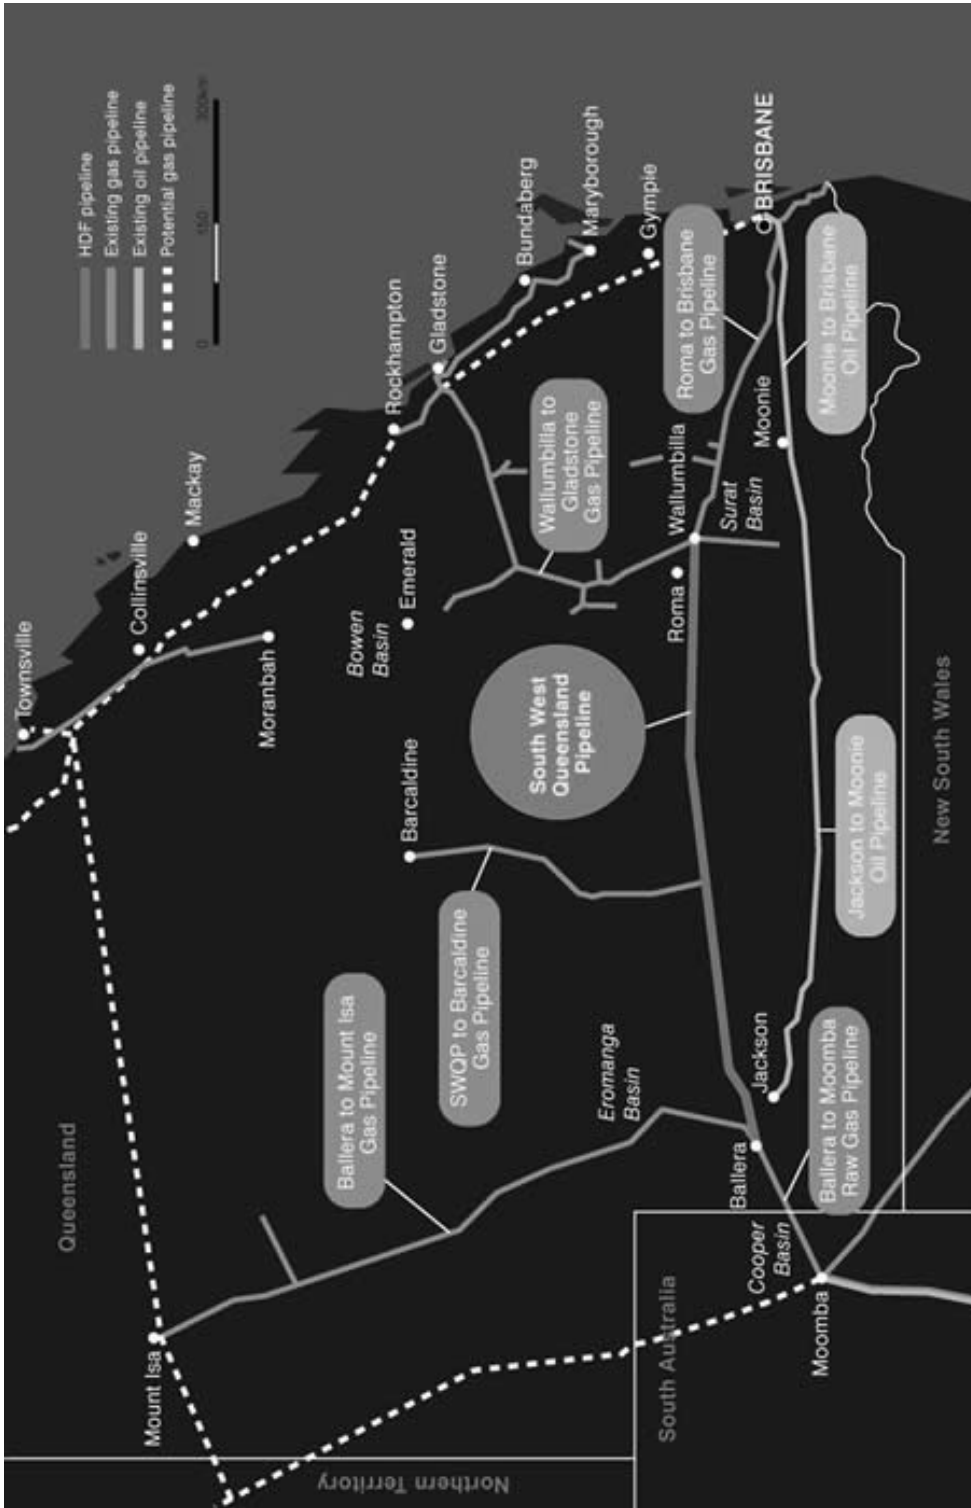 HDF pipeline
Existing gas pipeline
Existing oil pipeline
Potential gas pipeline
0
150
Townsville
Collinsville
Mackay
Moranbah
Rockhampton
Gladstone
Bundaberg
Maryborough
Gympie
BRISBANE
Queensland
Mount Isa
Northern Territory
Barcaldine
Emerald
Bowen
Basin
Ballera to Mount Isa
Gas Pipeline
SWQP to Barcaldine
Gas Pipeline
South West
Queensland
Pipeline
Wallumbilla to
Gladstone
Gas Pipeline
Roma to Brisbane
Gas Pipeline
Eromanga
Basin
Roma
Wallumbilla
Surat
Basin
Moonie
Moonie to Brisbane
Oil Pipeline
Ballera
Jackson
Jackson to Moonie
Oil Pipeline
Cooper
Basin
Ballera to Moomba
Raw Gas Pipeline
South Australia
Moomba
New South Wales